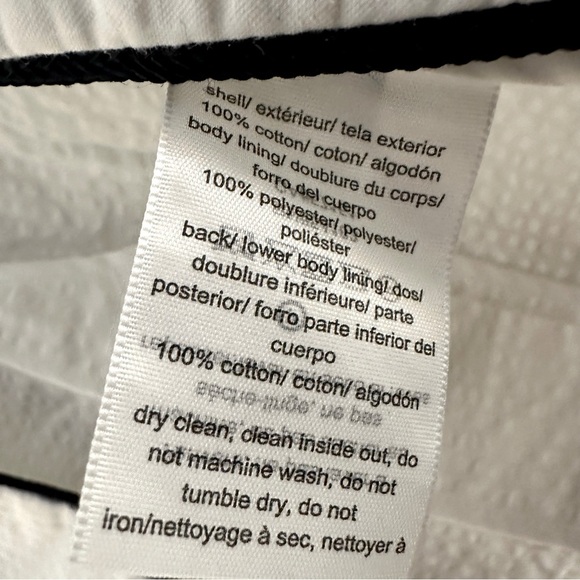 shell/ extérieur/ tela exterior
100% cotton/ coton/ algodón
body lining/ doublure du corps/
forro del cuerpo
100% polyester/ polyester/
poliéster
back/ lower body lining/ dos/
doublure inférieure/ parte
posterior/ forro parte inferior del
cuerpo
100% cotton/ coton/ algodón
dry clean, clean inside out, do
not machine wash, do not
tumble dry, do not
iron/nettoyage à sec, nettoyer à